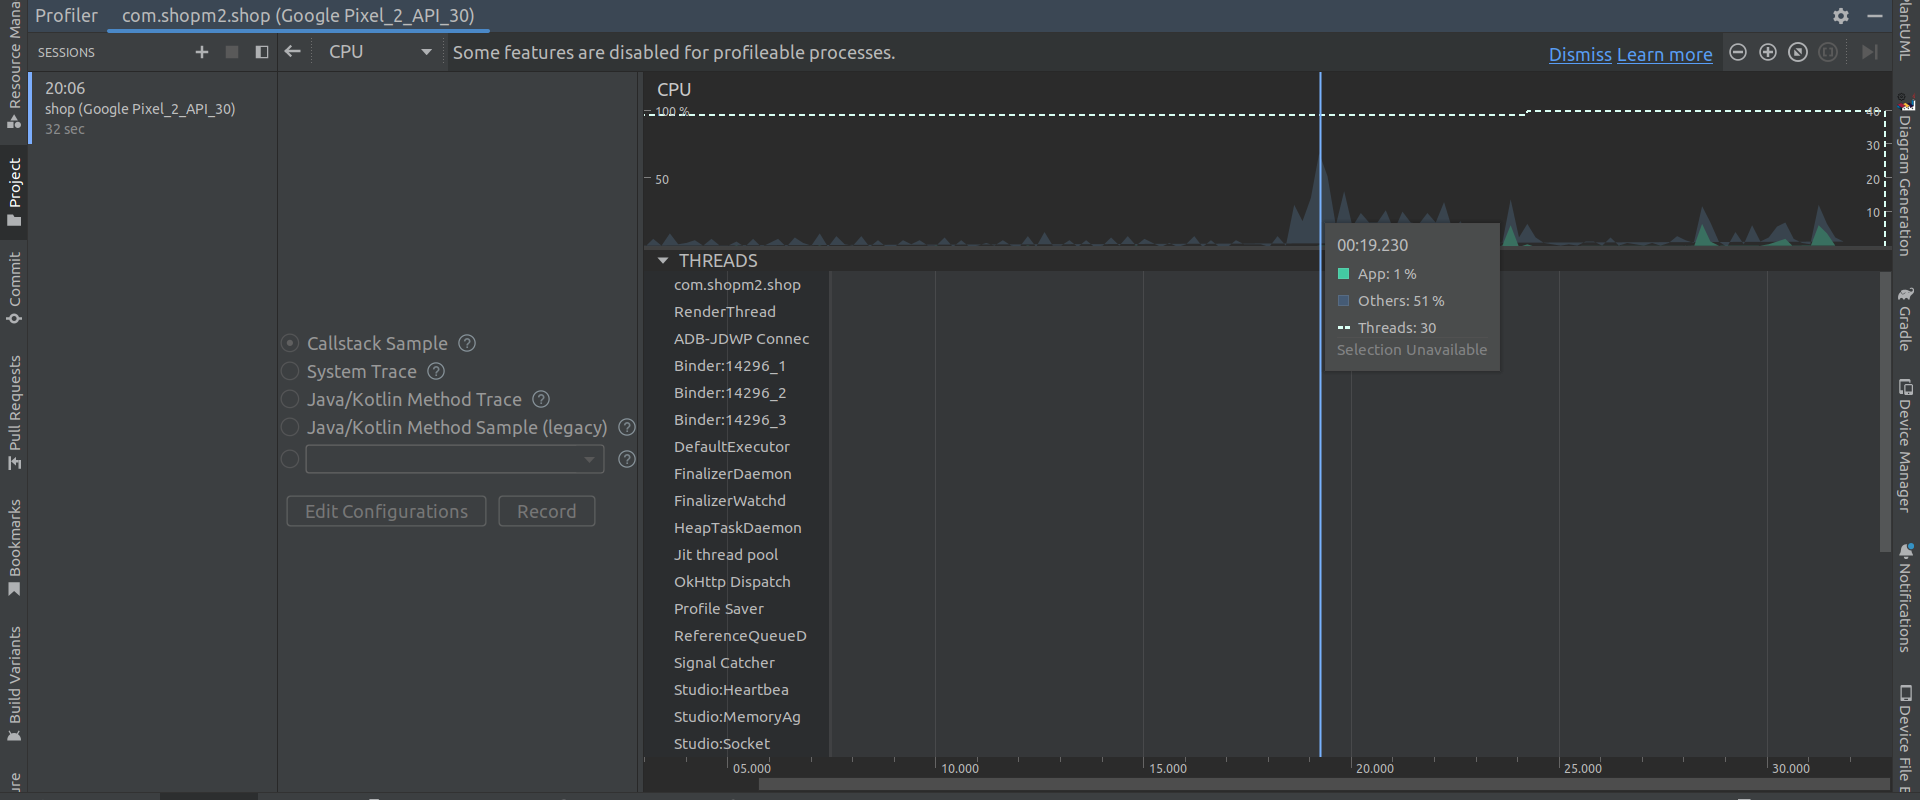 Profiler
com.shopm2.shop (Google Pixel_2_API_30)
SESSIONS
CPU
Some features are disabled for profileable processes.
Dismiss Learn more
20:06
shop (Google Pixel_2_API_30)
32 sec
Callstack Sample
System Trace
Java/Kotlin Method Trace
Java/Kotlin Method Sample (legacy)
Edit Configurations
Record
CPU
100 %
50
40
30
20
10
00:19.230
App: 1 %
Others: 51 %
Threads: 30
Selection Unavailable
THREADS
com.shopm2.shop
RenderThread
ADB-JDWP Connec
Binder:14296_1
Binder:14296_2
Binder:14296_3
DefaultExecutor
FinalizerDaemon
FinalizerWatchd
HeapTaskDaemon
Jit thread pool
OkHttp Dispatch
Profile Saver
ReferenceQueueD
Signal Catcher
Studio:Heartbea
Studio:MemoryAg
Studio:Socket
05.000
10.000
15.000
20.000
25.000
30.000
Resource Mana
Project
Commit
Pull Requests
Bookmarks
Build Variants
ure
PlantUML
Diagram Generation
Gradle
Device Manager
Notifications
Device File E